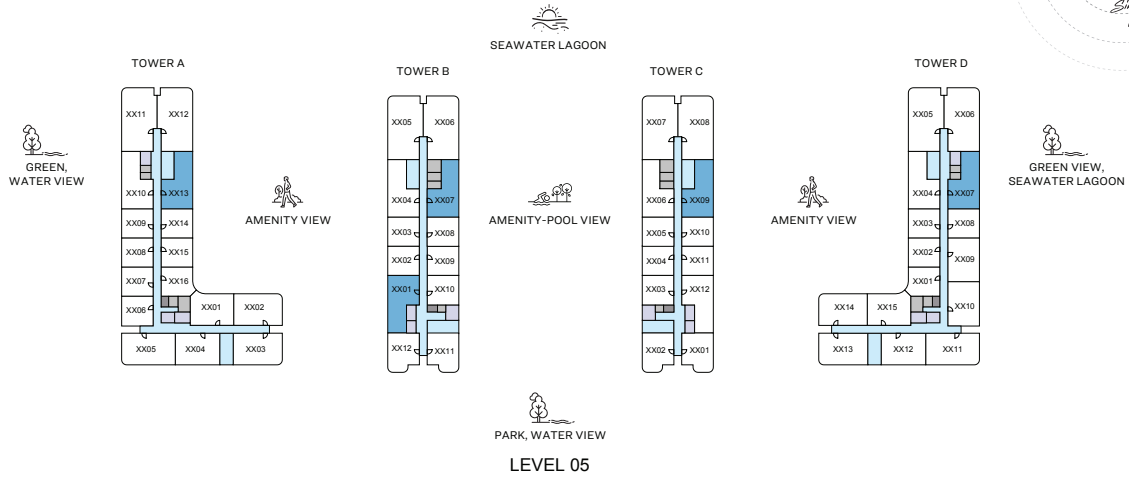 SEAWATER LAGOON
TOWER A
TOWER B
TOWER C
TOWER D
XX11 XX12
XX05 XX06
XX07 XX08
XX05 XX06
GREEN,
WATER VIEW
GREEN VIEW,
SEAWATER LAGOON
XX10 XX13
XX04 XX07
XX06 XX09
XX04 XX07
AMENITY VIEW
AMENITY-POOL VIEW
AMENITY VIEW
XX09 XX14
XX03 XX08
XX05 XX10
XX03 XX08
XX08 XX15
XX02 XX09
XX04 XX11
XX02 XX09
XX07 XX16
XX01 XX10
XX03 XX12
XX01
XX06 XX01 XX02
XX14 XX15 XX10
XX05 XX04 XX03
XX12 XX11
XX02 XX01
XX13 XX12 XX11
PARK, WATER VIEW
LEVEL 05